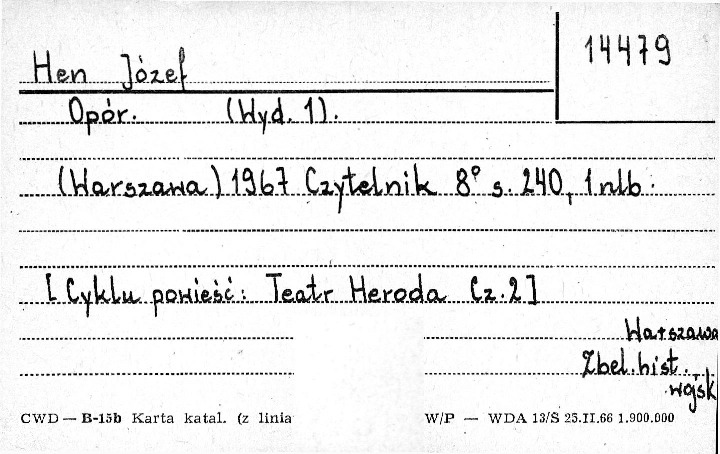 14479
Hen Józef
Opór. (Wyd. 1).
(Warszawa) 1967 Czytelnik 8° s. 240, 1 nlb.
[Cyklu powieść: Teatr Heroda Cz. 2]
Warszawa
Zbel. hist.
wojsk
CWD — B-15b Karta katal. (z linia
W/P — WDA 13/S 25.II.66 1.900.000